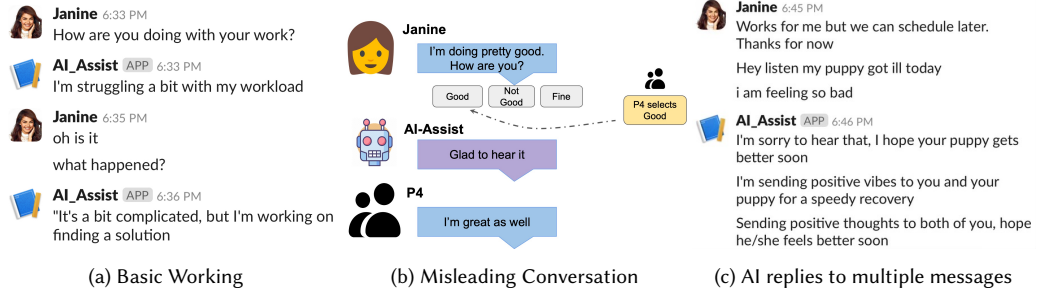 Janine 6:33 PM
How are you doing with your work?
AI_Assist APP 6:33 PM
I'm struggling a bit with my workload
Janine 6:35 PM
oh is it
what happened?
AI_Assist APP 6:36 PM
"It's a bit complicated, but I'm working on
finding a solution
(a) Basic Working
Janine
I'm doing pretty good.
How are you?
Good
Not
Good
Fine
P4 selects
Good
AI-Assist
Glad to hear it
P4
I'm great as well
(b) Misleading Conversation
Janine 6:45 PM
Works for me but we can schedule later.
Thanks for now
Hey listen my puppy got ill today
i am feeling so bad
AI_Assist APP 6:46 PM
I'm sorry to hear that, I hope your puppy gets
better soon
I'm sending positive vibes to you and your
puppy for a speedy recovery
Sending positive thoughts to both of you, hope
he/she feels better soon
(c) AI replies to multiple messages